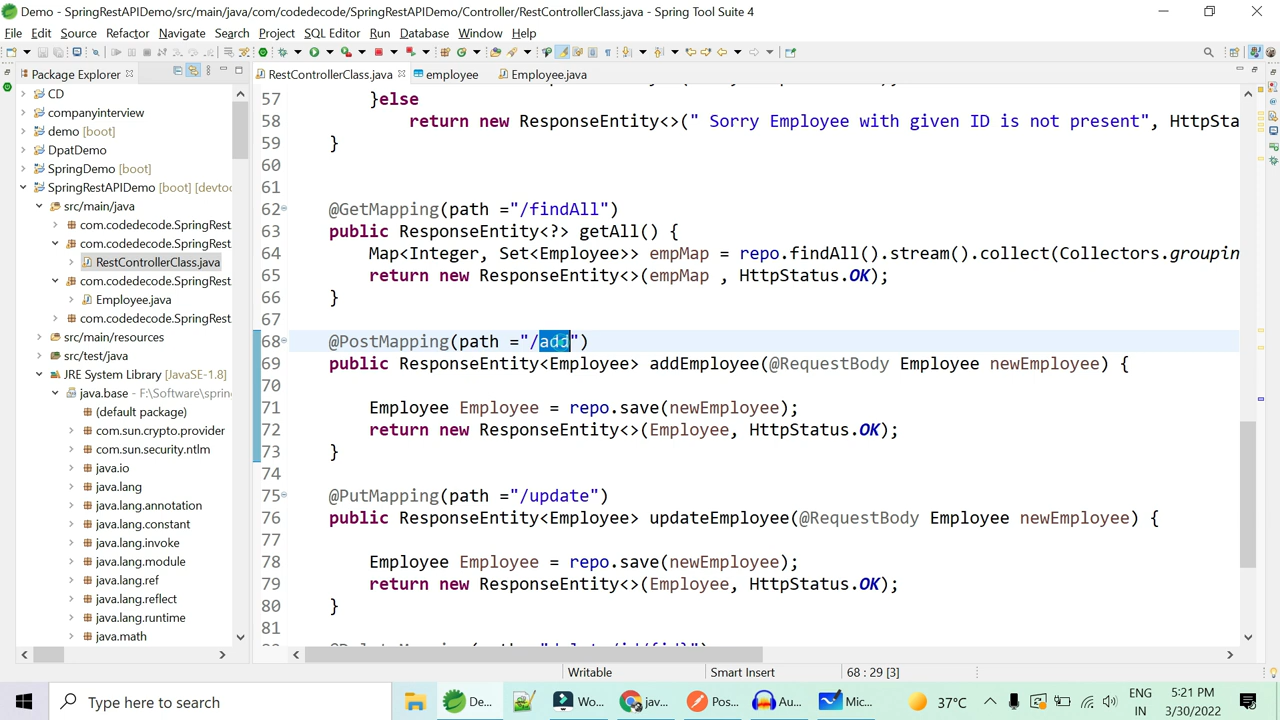 Demo - SpringRestAPIDemo/src/main/java/com/codedecode/SpringRestAPIDemo/Controller/RestControllerClass.java - Spring Tool Suite 4
File Edit Source Refactor Navigate Search Project SQL Editor Run Database Window Help
Package Explorer
RestControllerClass.java employee Employee.java
CD
companyinterview
demo [boot]
DpatDemo
SpringDemo [boot]
SpringRestAPIDemo [boot] [devtoo
src/main/java
com.codedecode.SpringRest
com.codedecode.SpringRest
RestControllerClass.java
com.codedecode.SpringRest
Employee.java
com.codedecode.SpringRest
src/main/resources
src/test/java
JRE System Library [JavaSE-1.8]
java.base - F:\Software\spring
(default package)
com.sun.crypto.provider
com.sun.security.ntlm
java.io
java.lang
java.lang.annotation
java.lang.constant
java.lang.invoke
java.lang.module
java.lang.ref
java.lang.reflect
java.lang.runtime
java.math
57 }else
58 return new ResponseEntity<>(" Sorry Employee with given ID is not present", HttpSta
59 }
60
61
62 @GetMapping(path ="/findAll")
63 public ResponseEntity<?> getAll() {
64 Map<Integer, Set<Employee>> empMap = repo.findAll().stream().collect(Collectors.groupin
65 return new ResponseEntity<>(empMap , HttpStatus.OK);
66 }
67
68 @PostMapping(path ="/add")
69 public ResponseEntity<Employee> addEmployee(@RequestBody Employee newEmployee) {
70
71 Employee Employee = repo.save(newEmployee);
72 return new ResponseEntity<>(Employee, HttpStatus.OK);
73 }
74
75 @PutMapping(path ="/update")
76 public ResponseEntity<Employee> updateEmployee(@RequestBody Employee newEmployee) {
77
78 Employee Employee = repo.save(newEmployee);
79 return new ResponseEntity<>(Employee, HttpStatus.OK);
80 }
81
Writable Smart Insert 68 : 29 [3]
Type here to search
De... Wo... jav... Pos... Au... Mic... 37°C
ENG IN
5:21 PM
3/30/2022